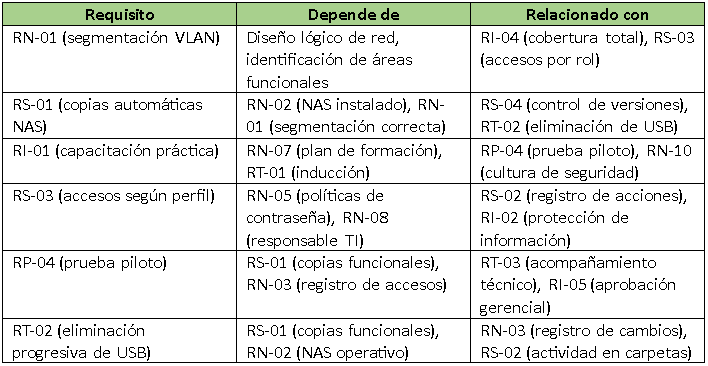 Requisito
Depende de
Relacionado con
RN-01 (segmentación VLAN)
Diseño lógico de red,
identificación de áreas
funcionales
RI-04 (cobertura total), RS-03
(accesos por rol)
RS-01 (copias automáticas
NAS)
RN-02 (NAS instalado), RN-
01 (segmentación correcta)
RS-04 (control de versiones),
RT-02 (eliminación de USB)
RI-01 (capacitación práctica)
RN-07 (plan de formación),
RT-01 (inducción)
RP-04 (prueba piloto), RN-10
(cultura de seguridad)
RS-03 (accesos según perfil)
RN-05 (políticas de
contraseña), RN-08
(responsable TI)
RS-02 (registro de acciones),
RI-02 (protección de
información)
RP-04 (prueba piloto)
RS-01 (copias funcionales),
RN-03 (registro de accesos)
RT-03 (acompañamiento
técnico), RI-05 (aprobación
gerencial)
RT-02 (eliminación
progresiva de USB)
RS-01 (copias funcionales),
RN-02 (NAS operativo)
RN-03 (registro de cambios),
RS-02 (actividad en carpetas)